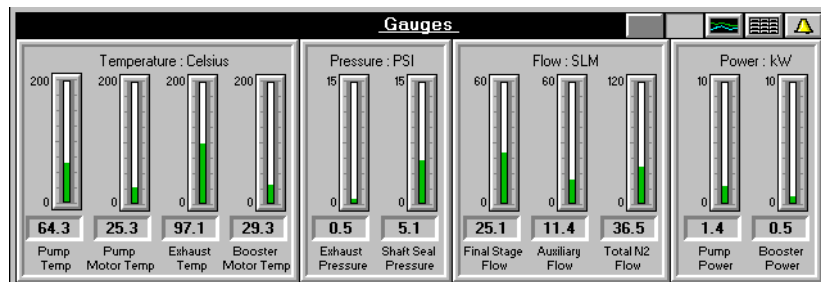 Gauges
Temperature : Celsius
200 200 200 200
0 0 0 0
64.3 25.3 97.1 29.3
Pump Pump Exhaust Booster
Temp Motor Temp Temp Motor Temp
Pressure : PSI
15 15
0 0
0.5 5.1
Exhaust Shaft Seal
Pressure Pressure
Flow : SLM
60 60 120
0 0 0
25.1 11.4 36.5
Final Stage Auxiliary Total N2
Flow Flow Flow
Power : kW
10 10
0 0
1.4 0.5
Pump Booster
Power Power